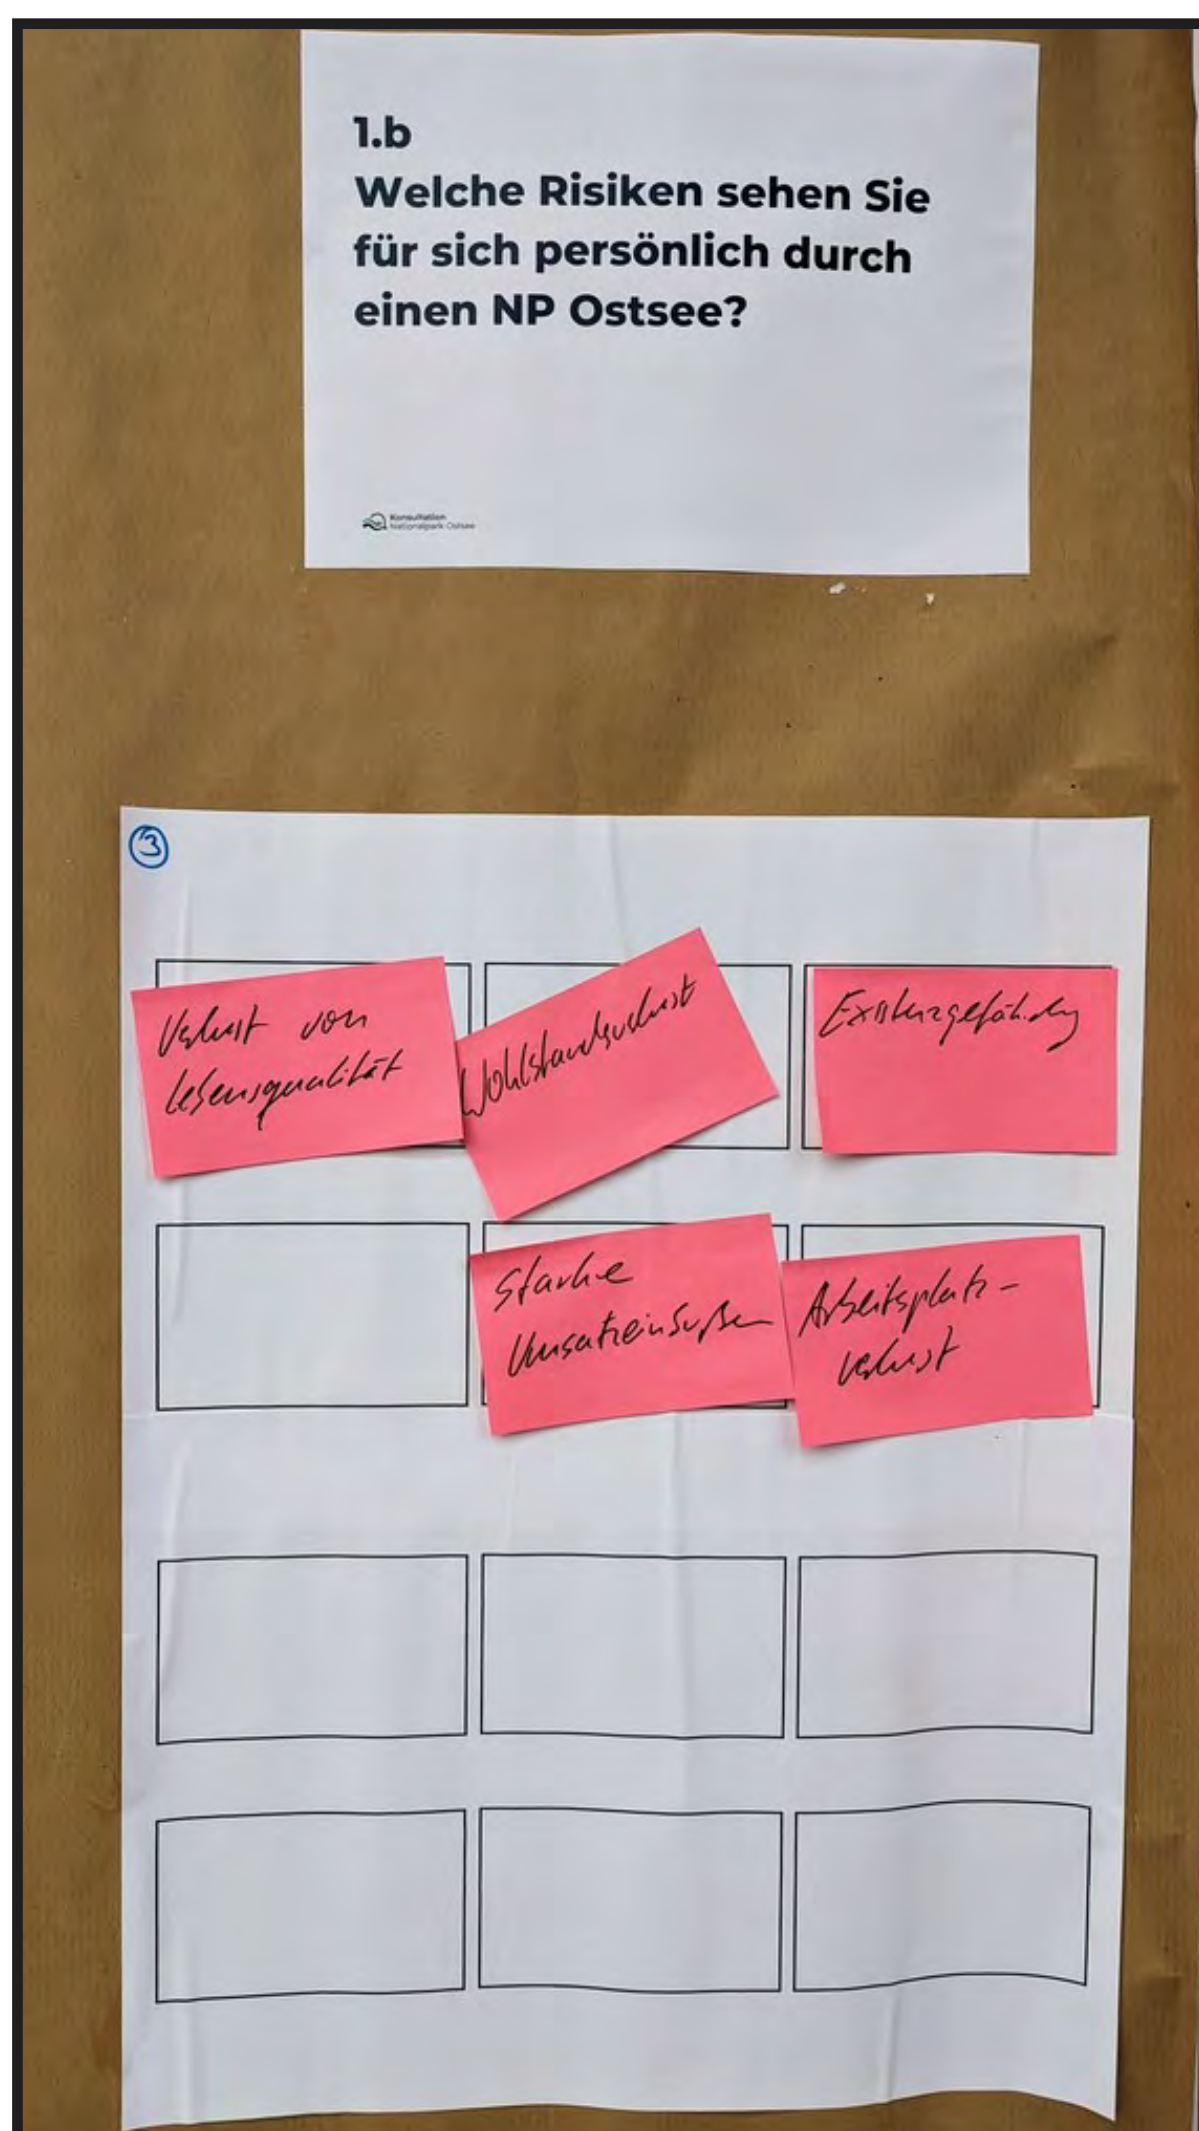 1.b
Welche Risiken sehen Sie
für sich persönlich durch
einen NP Ostsee?
Konsultation
Nationalpark Ostsee
3
Verlust von
Lebensqualität
Wohlstandsverlust
Existenzgefährdung
Starke
Umsatzeinbußen
Arbeitsplatz-
verlust